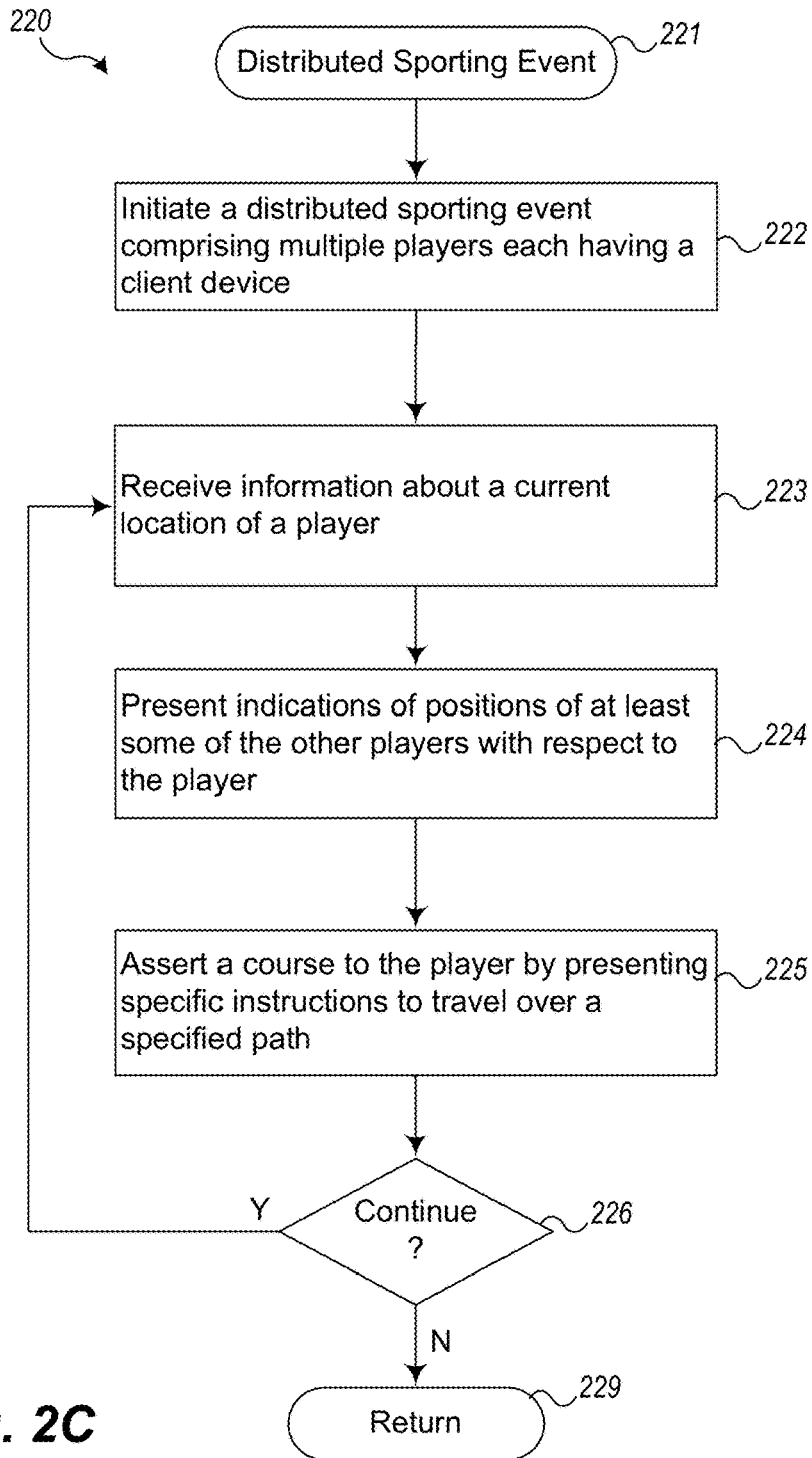 220
Distributed Sporting Event
221
Initiate a distributed sporting event
comprising multiple players each having a
client device
222
Receive information about a current
location of a player
223
Present indications of positions of at least
some of the other players with respect to
the player
224
Assert a course to the player by presenting
specific instructions to travel over a
specified path
225
Y
Continue
?
226
N
Return
229
. 2C